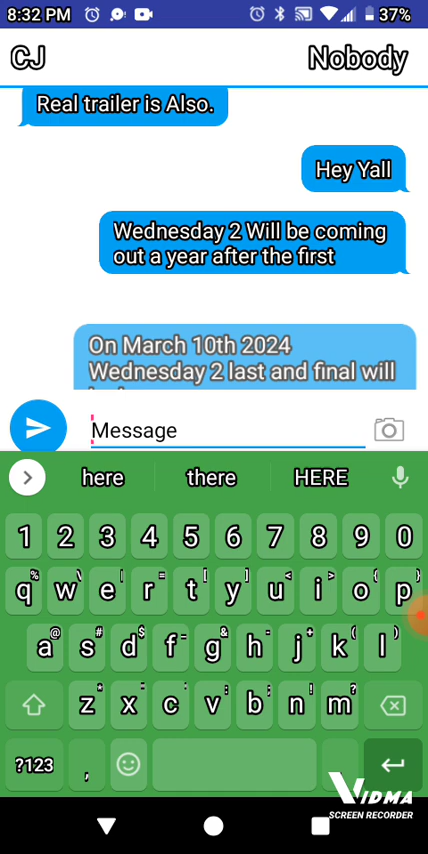 8:32 PM 37%
CJ Nobody
Real trailer is Also.
Hey Yall
Wednesday 2 Will be coming
out a year after the first
On March 10th 2024
Wednesday 2 last and final will
Message
here there HERE
1 2 3 4 5 6 7 8 9 0
% \ | = [ ] < > { }
q w e r t y u i o p
@ # $ _ & - + ( )
a s d f g h j k l
* " ' : ; ! ?
z x c v b n m
?123 ,
VIDMA
SCREEN RECORDER